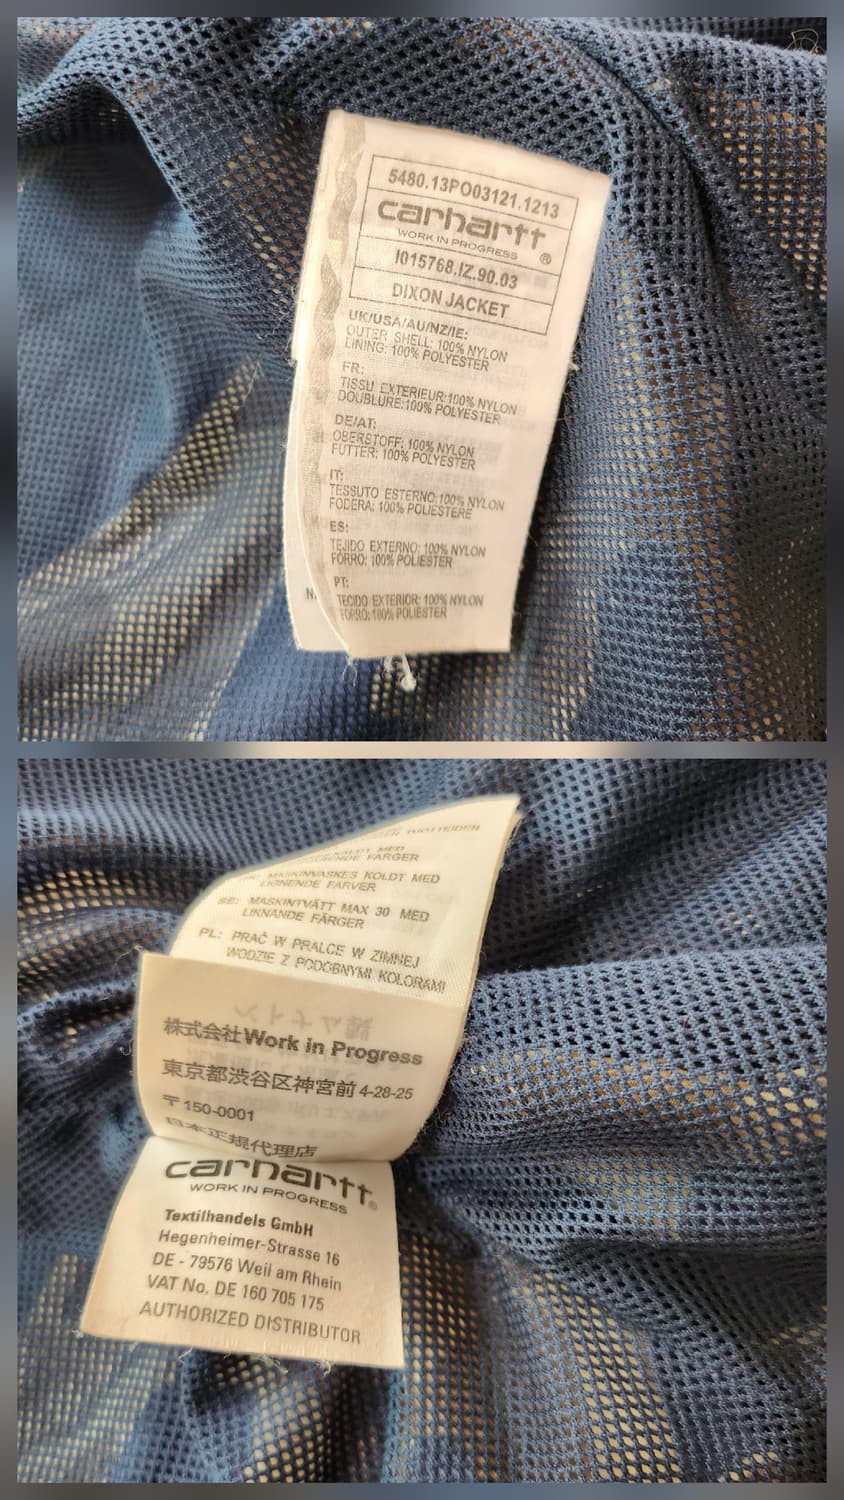 5480.13PO03121.1213
carhartt
WORK IN PROGRESS ®
I015768.IZ.90.03
DIXON JACKET
UK/USA/AU/NZ/IE:
OUTER SHELL: 100% NYLON
LINING: 100% POLYESTER
FR:
TISSU EXTERIEUR:100% NYLON
DOUBLURE:100% POLYESTER
DE/AT:
OBERSTOFF: 100% NYLON
FUTTER: 100% POLYESTER
IT:
TESSUTO ESTERNO:100% NYLON
FODERA: 100% POLIESTERE
ES:
TEJIDO EXTERNO: 100% NYLON
FORRO: 100% POLIESTER
PT:
TECIDO EXTERIOR: 100% NYLON
FORRO: 100% POLIESTER
MED
FARGER
MASKINVASKES KOLDT MED
LIGNENDE FARVER
SE: MASKINTVÄTT MAX 30 MED
LIKNANDE FÄRGER
PL: PRAĆ W PRALCE W ZIMNEJ
WODZIE Z PODOBNYMI KOLORAMI
株式会社Work in Progress
東京都渋谷区神宮前 4-28-25
〒150-0001
日本正規代理店
carhartt
WORK IN PROGRESS ®
Textilhandels GmbH
Hegenheimer-Strasse 16
DE - 79576 Weil am Rhein
VAT No. DE 160 705 175
AUTHORIZED DISTRIBUTOR